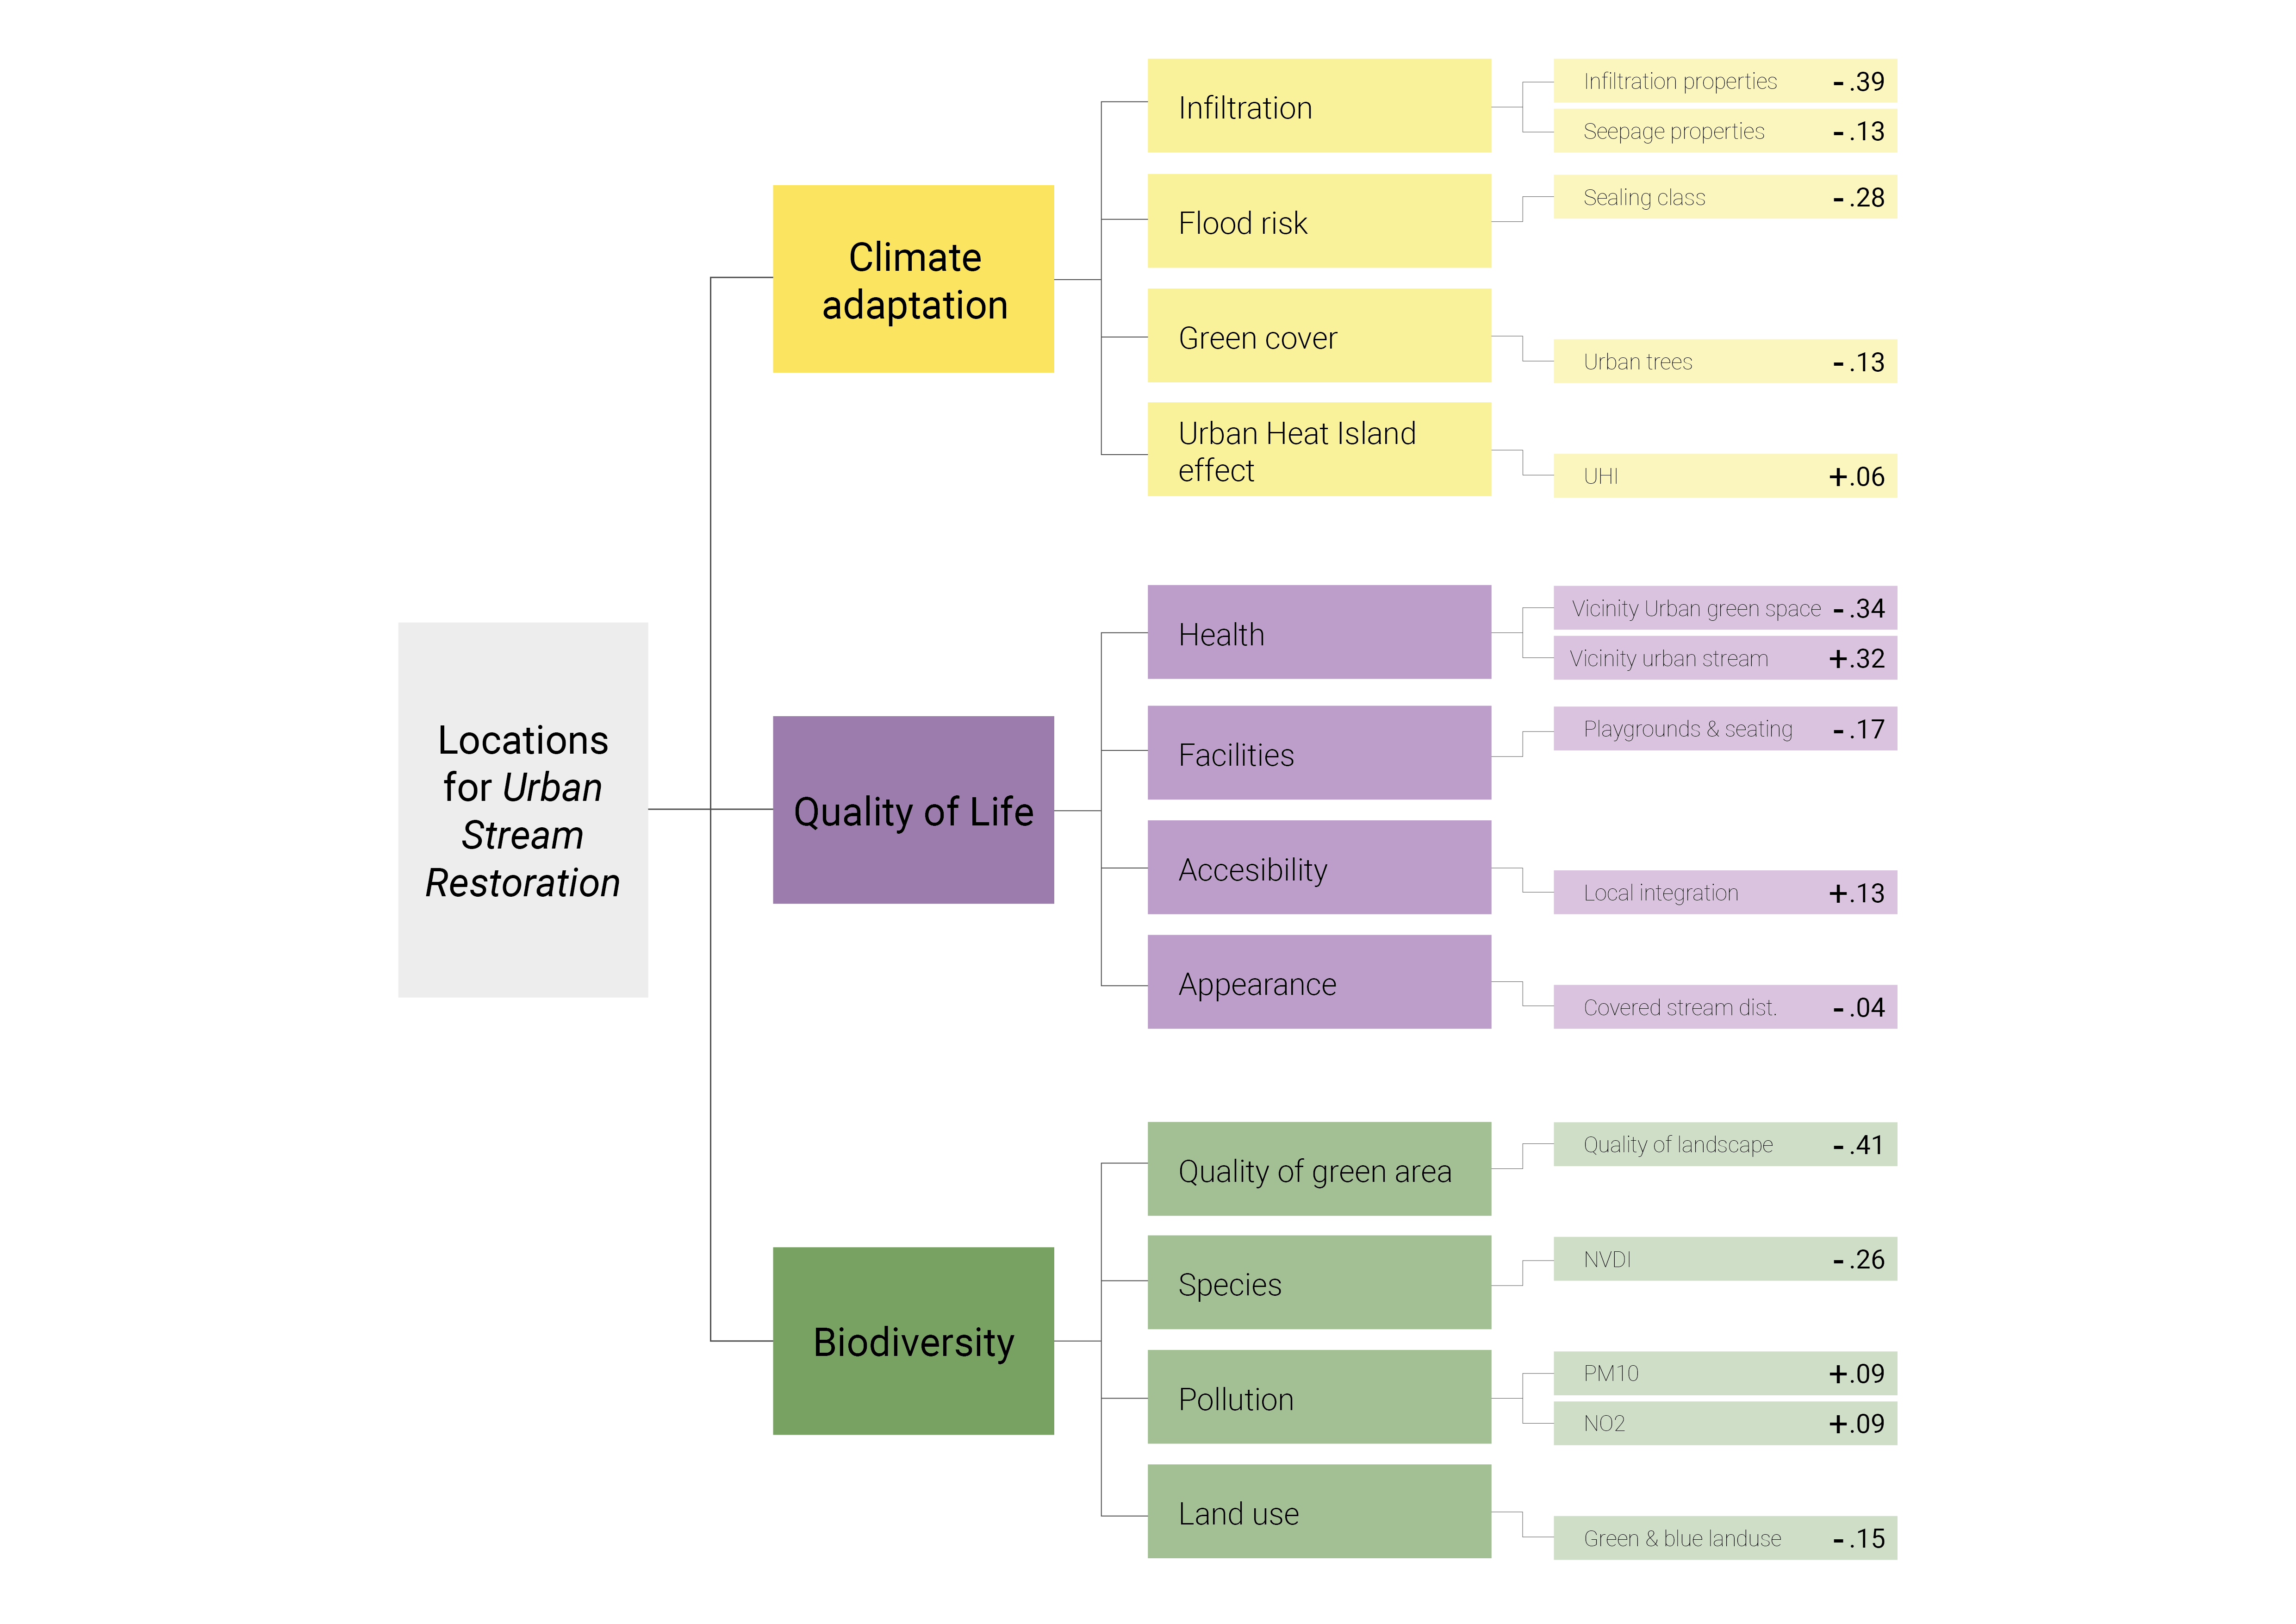 Locations
for Urban
Stream
Restoration
Climate
adaptation
Infiltration
Infiltration properties - .39
Seepage properties - .13
Flood risk
Sealing class - .28
Green cover
Urban trees - .13
Urban Heat Island
effect
UHI +.06
Quality of Life
Health
Vicinity Urban green space - .34
Vicinity urban stream +.32
Facilities
Playgrounds & seating - .17
Accesibility
Local integration +.13
Appearance
Covered stream dist. - .04
Biodiversity
Quality of green area
Quality of landscape - .41
Species
NVDI - .26
Pollution
PM10 +.09
NO2 +.09
Land use
Green & blue landuse - .15